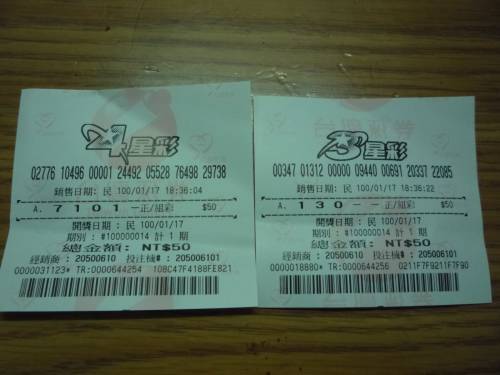 4星彩
02776 10496 00001 24492 05528 76498 29738
銷售日期: 民 100/01/17 18:36:04
A. 7 1 0 1 一正/組彩 $50
開獎日期: 民 100/01/17
期別 : #100000014 計 1 期
總金額: NT$50
經銷商 : 20500610 投注機# : 205006101
0000031123* TR:0000644254 108C47F4188FE821
3星彩
00347 01312 00000 09440 00691 20337 22085
銷售日期: 民 100/01/17 18:36:22
A. 1 3 0 一 一正/組彩 $50
開獎日期: 民 100/01/17
期別 : #100000014 計 1 期
總金額: NT$50
經銷商 : 20500610 投注機# : 205006101
0000018880* TR:0000644256 0211F7F9211F7F90